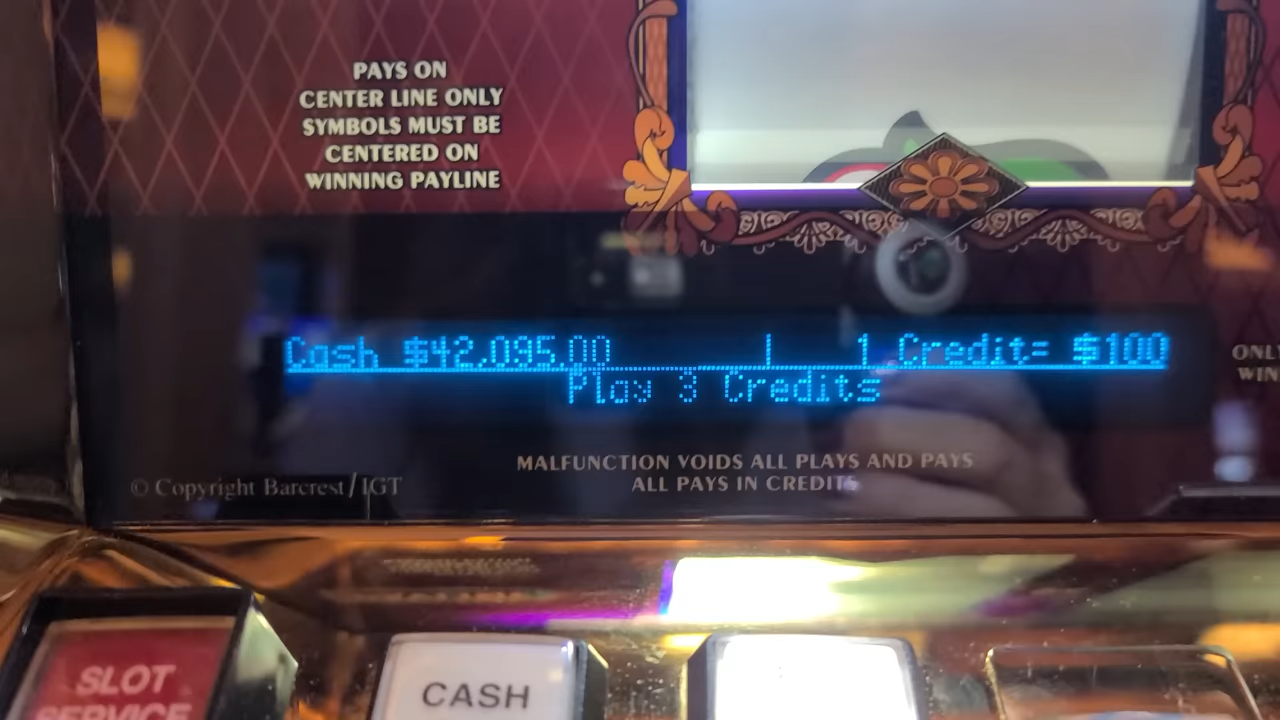 PAYS ON
CENTER LINE ONLY
SYMBOLS MUST BE
CENTERED ON
WINNING PAYLINE
Cash $42,095.00 | 1 Credit= $100
Play 3 Credits
MALFUNCTION VOIDS ALL PLAYS AND PAYS
ALL PAYS IN CREDITS
© Copyright Barcrest/IGT
SLOT
SERVICE
CASH